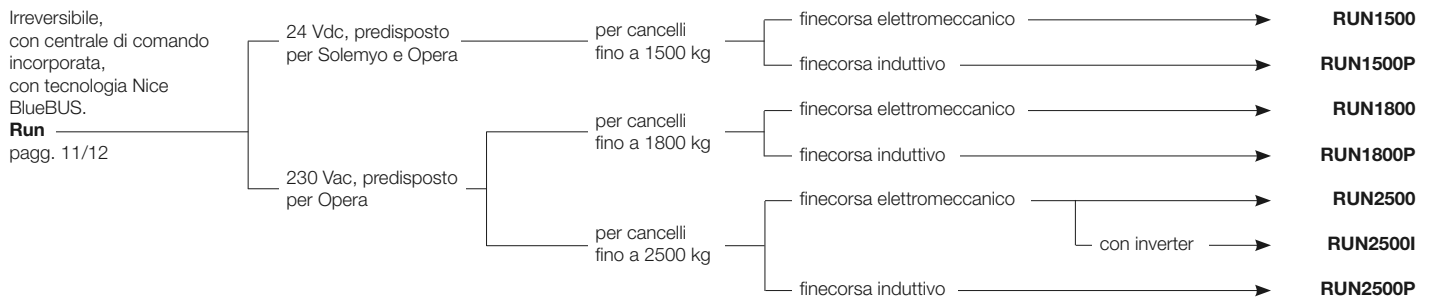 Irreversibile,
con centrale di comando
incorporata,
con tecnologia Nice
BlueBUS.
Run
pagg. 11/12
24 Vdc, predisposto
per Solemyo e Opera
per cancelli
fino a 1500 kg
finecorsa elettromeccanico
RUN1500
finecorsa induttivo
RUN1500P
230 Vac, predisposto
per Opera
per cancelli
fino a 1800 kg
finecorsa elettromeccanico
RUN1800
finecorsa induttivo
RUN1800P
per cancelli
fino a 2500 kg
finecorsa elettromeccanico
RUN2500
con inverter
RUN2500I
finecorsa induttivo
RUN2500P